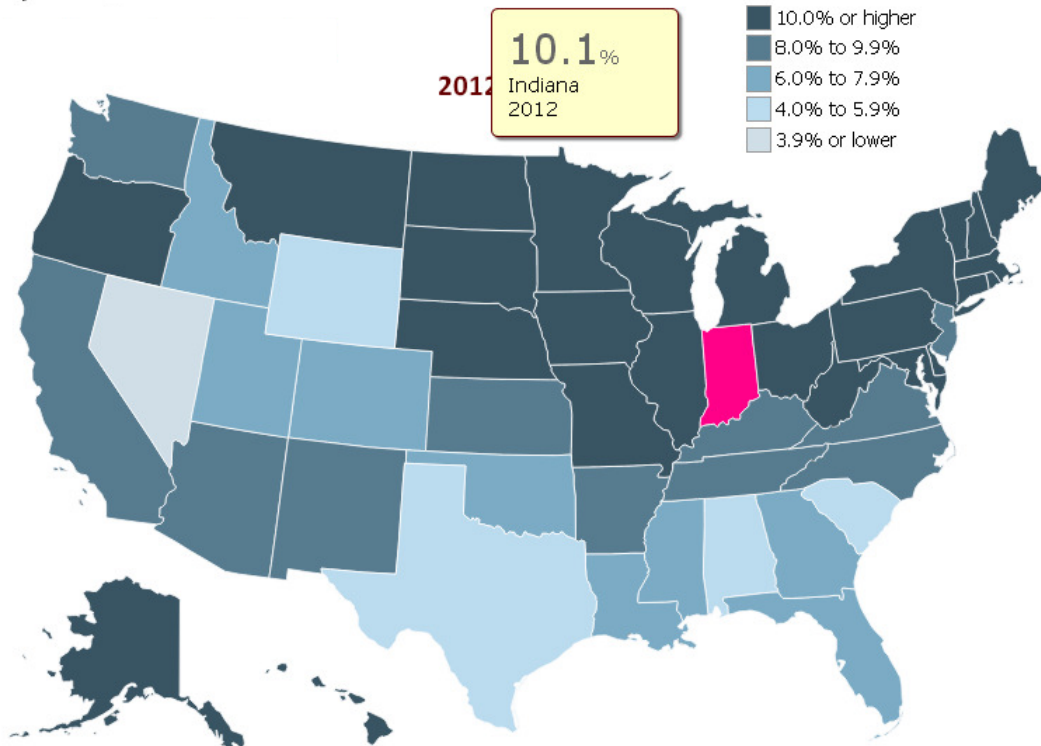 2012
10.1%
Indiana
2012
10.0% or higher
8.0% to 9.9%
6.0% to 7.9%
4.0% to 5.9%
3.9% or lower